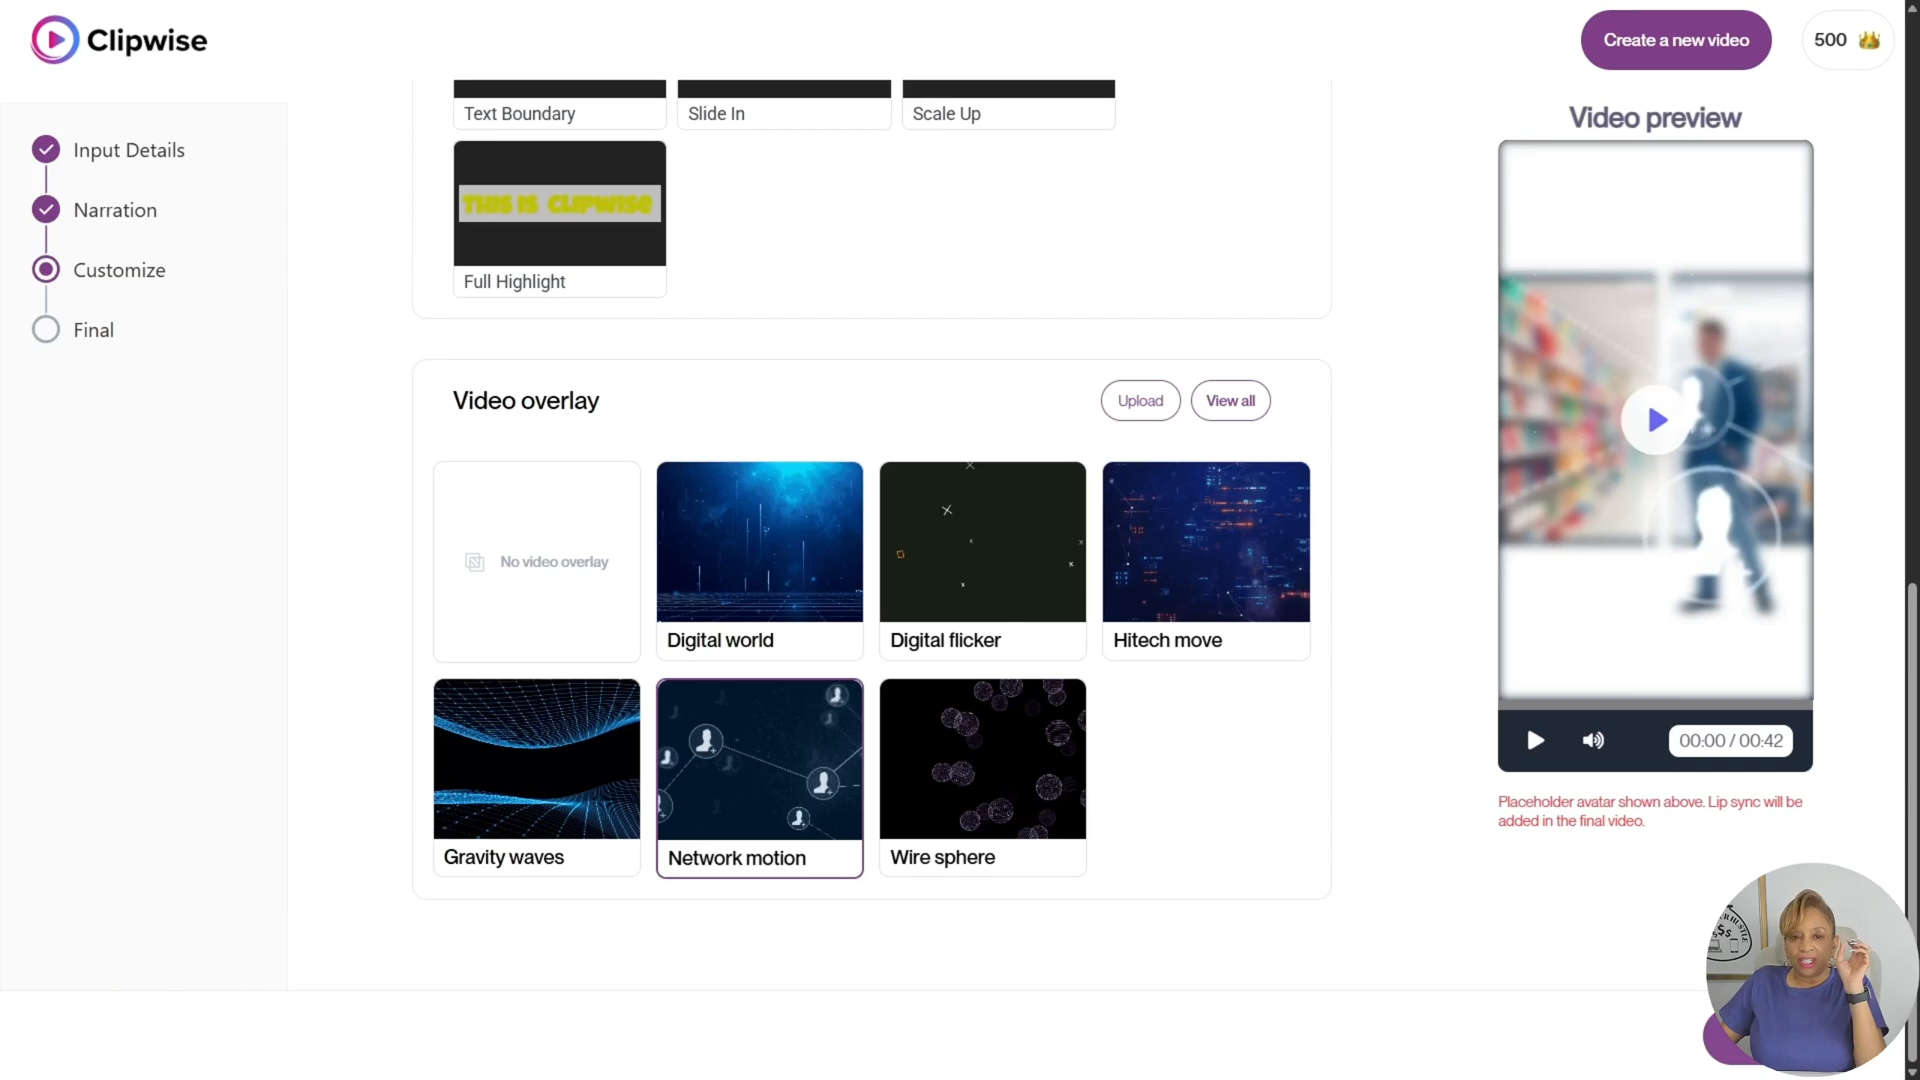 Clipwise
Create a new video
500
Input Details
Narration
Customize
Final
Text Boundary
Slide In
Scale Up
THIS IS CLIPWISE
Full Highlight
Video overlay
Upload
View all
No video overlay
Digital world
Digital flicker
Hitech move
Gravity waves
Network motion
Wire sphere
Video preview
00:00 / 00:42
Placeholder avatar shown above. Lip sync will be
added in the final video.
$$$